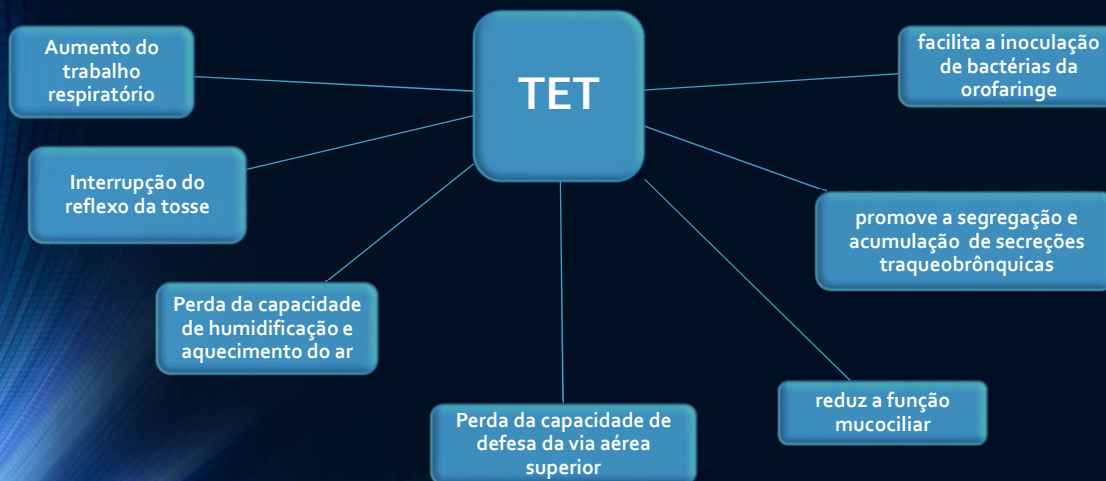 TET
Aumento do
trabalho
respiratório
Interrupção do
reflexo da tosse
Perda da capacidade
de humidificação e
aquecimento do ar
Perda da capacidade de
defesa da via aérea
superior
reduz a função
mucociliar
promove a segregação e
acumulação de secreções
traqueobrônquicas
facilita a inoculação
de bactérias da
orofaringe